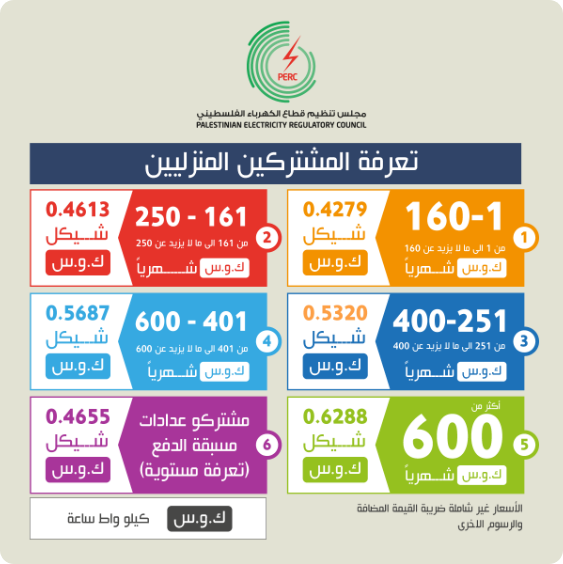 PERC
مجلس تنظيم قطاع الكهرباء الفلسطيني
PALESTINIAN ELECTRICITY REGULATORY COUNCIL
تعرفة المشتركين المنزليين
1
160-1
من 1 الى ما لا يزيد عن 160
ك.و.س شهرياً
0.4279
شيكل
ك.و.س
2
250 - 161
من 161 الى ما لا يزيد عن 250
ك.و.س شهرياً
0.4613
شيكل
ك.و.س
3
400-251
من 251 الى ما لا يزيد عن 400
ك.و.س شهرياً
0.5320
شيكل
ك.و.س
4
600 - 401
من 401 الى ما لا يزيد عن 600
ك.و.س شهرياً
0.5687
شيكل
ك.و.س
5
أكثر من
600
ك.و.س شهرياً
0.6288
شيكل
ك.و.س
6
مشتركو عدادات
مسبقة الدفع
(تعرفة مستوية)
0.4655
شيكل
ك.و.س
الأسعار غير شاملة ضريبة القيمة المضافة
والرسوم الاخرى
ك.و.س كيلو واط ساعة